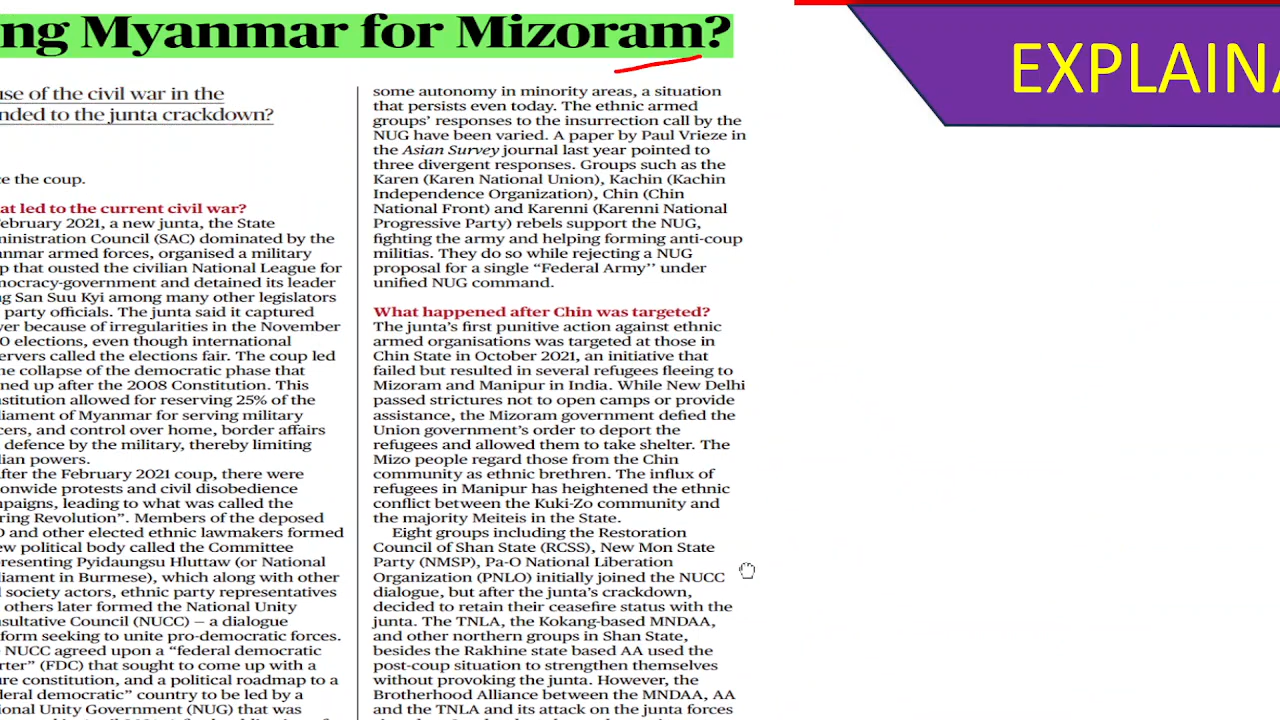 ng Myanmar for Mizoram?
EXPLAINA
use of the civil war in the
nded to the junta crackdown?
ce the coup.
at led to the current civil war?
ebruary 2021, a new junta, the State
ministration Council (SAC) dominated by the
anmar armed forces, organised a military
p that ousted the civilian National League for
mocracy-government and detained its leader
ng San Suu Kyi among many other legislators
party officials. The junta said it captured
er because of irregularities in the November
0 elections, even though international
ervers called the elections fair. The coup led
he collapse of the democratic phase that
ned up after the 2008 Constitution. This
stitution allowed for reserving 25% of the
liament of Myanmar for serving military
cers, and control over home, border affairs
defence by the military, thereby limiting
lian powers.
fter the February 2021 coup, there were
onwide protests and civil disobedience
paigns, leading to what was called the
ring Revolution”. Members of the deposed
D and other elected ethnic lawmakers formed
ew political body called the Committee
presenting Pyidaungsu Hluttaw (or National
liament in Burmese), which along with other
l society actors, ethnic party representatives
others later formed the National Unity
sultative Council (NUCC) — a dialogue
form seeking to unite pro-democratic forces.
NUCC agreed upon a “federal democratic
rter” (FDC) that sought to come up with a
ure constitution, and a political roadmap to a
deral democratic” country to be led by a
ional Unity Government (NUG) that was
some autonomy in minority areas, a situation
that persists even today. The ethnic armed
groups’ responses to the insurrection call by the
NUG have been varied. A paper by Paul Vrieze in
the Asian Survey journal last year pointed to
three divergent responses. Groups such as the
Karen (Karen National Union), Kachin (Kachin
Independence Organization), Chin (Chin
National Front) and Karenni (Karenni National
Progressive Party) rebels support the NUG,
fighting the army and helping forming anti-coup
militias. They do so while rejecting a NUG
proposal for a single “Federal Army’’ under
unified NUG command.
What happened after Chin was targeted?
The junta’s first punitive action against ethnic
armed organisations was targeted at those in
Chin State in October 2021, an initiative that
failed but resulted in several refugees fleeing to
Mizoram and Manipur in India. While New Delhi
passed strictures not to open camps or provide
assistance, the Mizoram government defied the
Union government’s order to deport the
refugees and allowed them to take shelter. The
Mizo people regard those from the Chin
community as ethnic brethren. The influx of
refugees in Manipur has heightened the ethnic
conflict between the Kuki-Zo community and
the majority Meiteis in the State.
Eight groups including the Restoration
Council of Shan State (RCSS), New Mon State
Party (NMSP), Pa-O National Liberation
Organization (PNLO) initially joined the NUCC
dialogue, but after the junta’s crackdown,
decided to retain their ceasefire status with the
junta. The TNLA, the Kokang-based MNDAA,
and other northern groups in Shan State,
besides the Rakhine state based AA used the
post-coup situation to strengthen themselves
without provoking the junta. However, the
Brotherhood Alliance between the MNDAA, AA
and the TNLA and its attack on the junta forces